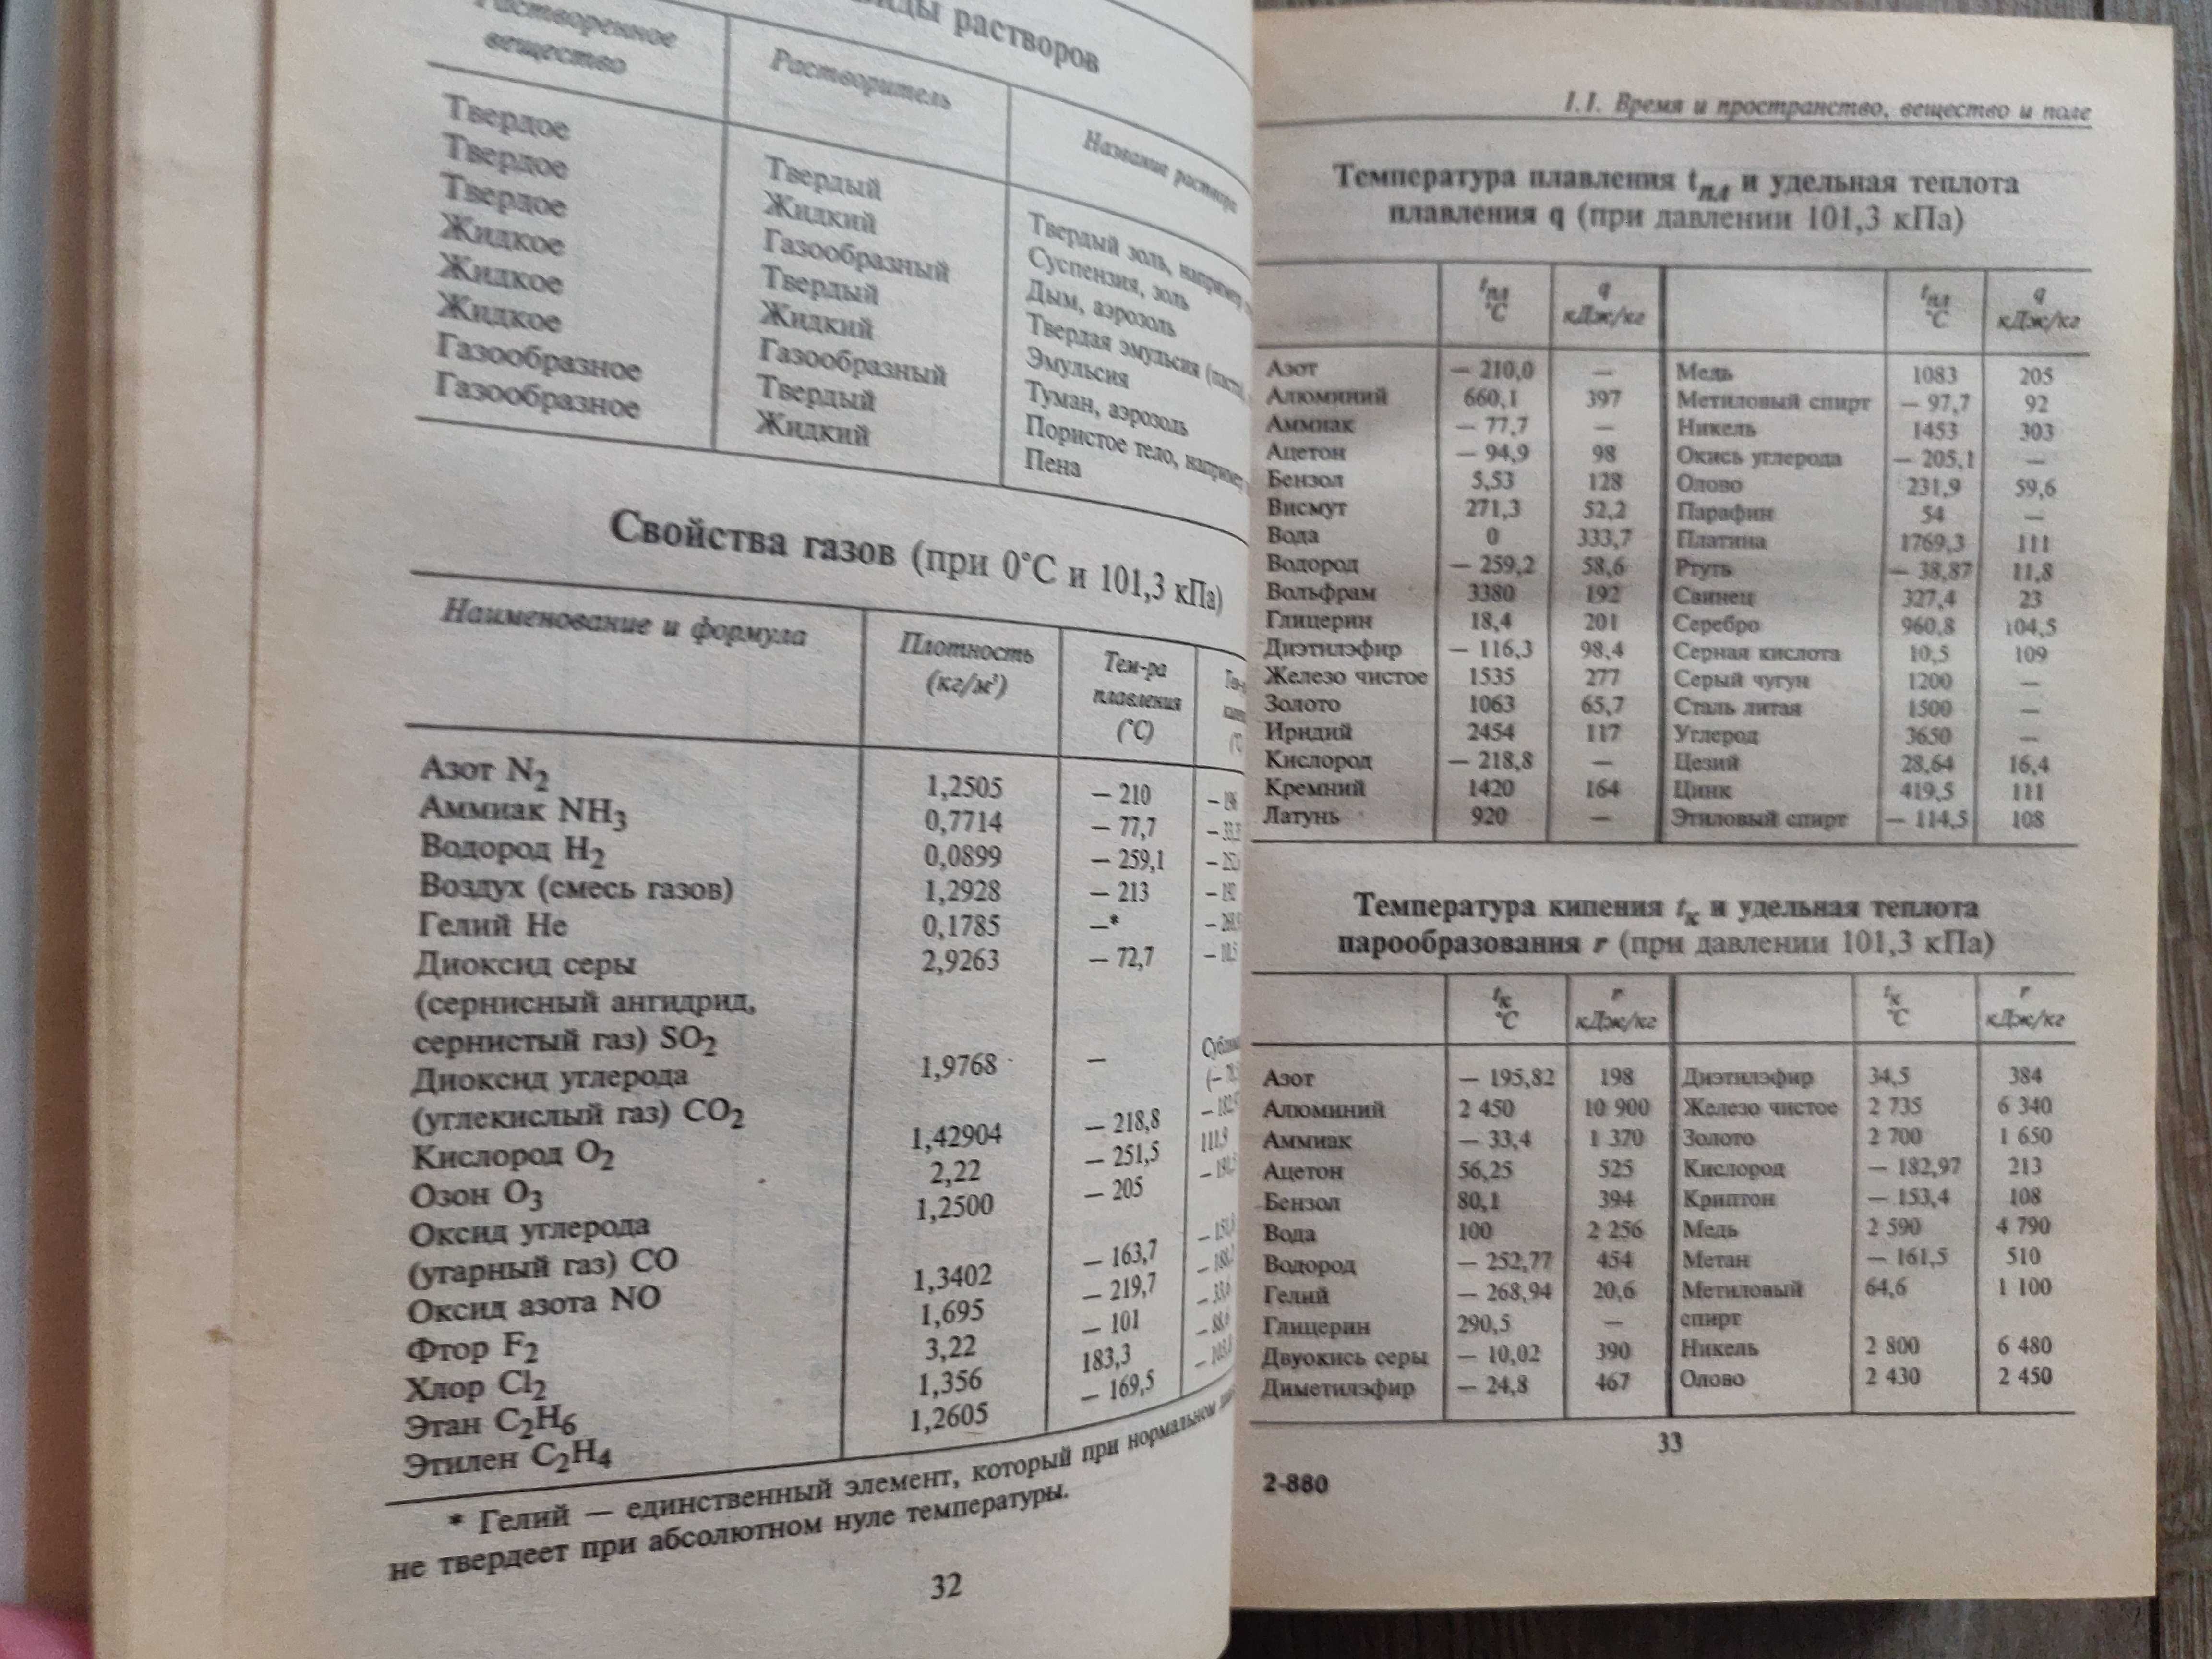 растворов
Растворенное вещество | Растворитель | Название раствора
Твердое | Твердый | Твердый золь, например
Твердое | Жидкий | Суспензия, золь
Твердое | Газообразный | Дым, аэрозоль
Жидкое | Твердый | Твердая эмульсия
Жидкое | Жидкий | Эмульсия
Жидкое | Газообразный | Туман, аэрозоль
Газообразное | Твердый | Пористое тело, например
Газообразное | Жидкий | Пена
Свойства газов (при 0°C и 101,3 кПа)
Наименование и формула | Плотность (кг/м³) | Тем-ра плавления (°C)
Азот N₂ | 1,2505 | — 210
Аммиак NH₃ | 0,7714 | — 77,7
Водород H₂ | 0,0899 | — 259,1
Воздух (смесь газов) | 1,2928 | — 213
Гелий He | 0,1785 | —*
Диоксид серы | 2,9263 | — 72,7
(сернисный ангидрид,
сернистый газ) SO₂
Диоксид углерода | 1,9768 | —
(углекислый газ) CO₂
Кислород O₂ | 1,42904 | — 218,8
Озон O₃ | 2,22 | — 251,5 | 111,9
Оксид углерода | 1,2500 | — 205
(угарный газ) CO
Оксид азота NO | 1,3402 | — 163,7
Фтор F₂ | 1,695 | — 219,7
Хлор Cl₂ | 3,22 | — 101
Этан C₂H₆ | 1,356 | 183,3
Этилен C₂H₄ | 1,2605 | — 169,5
* Гелий — единственный элемент, который при нормальном
не твердеет при абсолютном нуле температуры.
32
1.1. Время и пространство, вещество и поле
Температура плавления tпл и удельная теплота
плавления q (при давлении 101,3 кПа)
tпл °C | q кДж/кг | tпл °C | q кДж/кг
Азот | — 210,0 | — | Медь | 1083 | 205
Алюминий | 660,1 | 397 | Метиловый спирт | — 97,7 | 92
Аммиак | — 77,7 | — | Никель | 1453 | 303
Ацетон | — 94,9 | 98 | Окись углерода | — 205,1 | —
Бензол | 5,53 | 128 | Олово | 231,9 | 59,6
Висмут | 271,3 | 52,2 | Парафин | 54 | —
Вода | 0 | 333,7 | Платина | 1769,3 | 111
Водород | — 259,2 | 58,6 | Ртуть | — 38,87 | 11,8
Вольфрам | 3380 | 192 | Свинец | 327,4 | 23
Глицерин | 18,4 | 201 | Серебро | 960,8 | 104,5
Диэтилэфир | — 116,3 | 98,4 | Серная кислота | 10,5 | 109
Железо чистое | 1535 | 277 | Серый чугун | 1200 | —
Золото | 1063 | 65,7 | Сталь литая | 1500 | —
Иридий | 2454 | 117 | Углерод | 3650 | —
Кислород | — 218,8 | — | Цезий | 28,64 | 16,4
Кремний | 1420 | 164 | Цинк | 419,5 | 111
Латунь | 920 | — | Этиловый спирт | — 114,5 | 108
Температура кипения tк и удельная теплота
парообразования r (при давлении 101,3 кПа)
tк °C | r кДж/кг | tк °C | r кДж/кг
Азот | — 195,82 | 198 | Диэтилэфир | 34,5 | 384
Алюминий | 2 450 | 10 900 | Железо чистое | 2 735 | 6 340
Аммиак | — 33,4 | 1 370 | Золото | 2 700 | 1 650
Ацетон | 56,25 | 525 | Кислород | — 182,97 | 213
Бензол | 80,1 | 394 | Криптон | — 153,4 | 108
Вода | 100 | 2 256 | Медь | 2 590 | 4 790
Водород | — 252,77 | 454 | Метан | — 161,5 | 510
Гелий | — 268,94 | 20,6 | Метиловый | 64,6 | 1 100
Глицерин | 290,5 | — | спирт
Двуокись серы | — 10,02 | 390 | Никель | 2 800 | 6 480
Диметилэфир | — 24,8 | 467 | Олово | 2 430 | 2 450
33
2-880